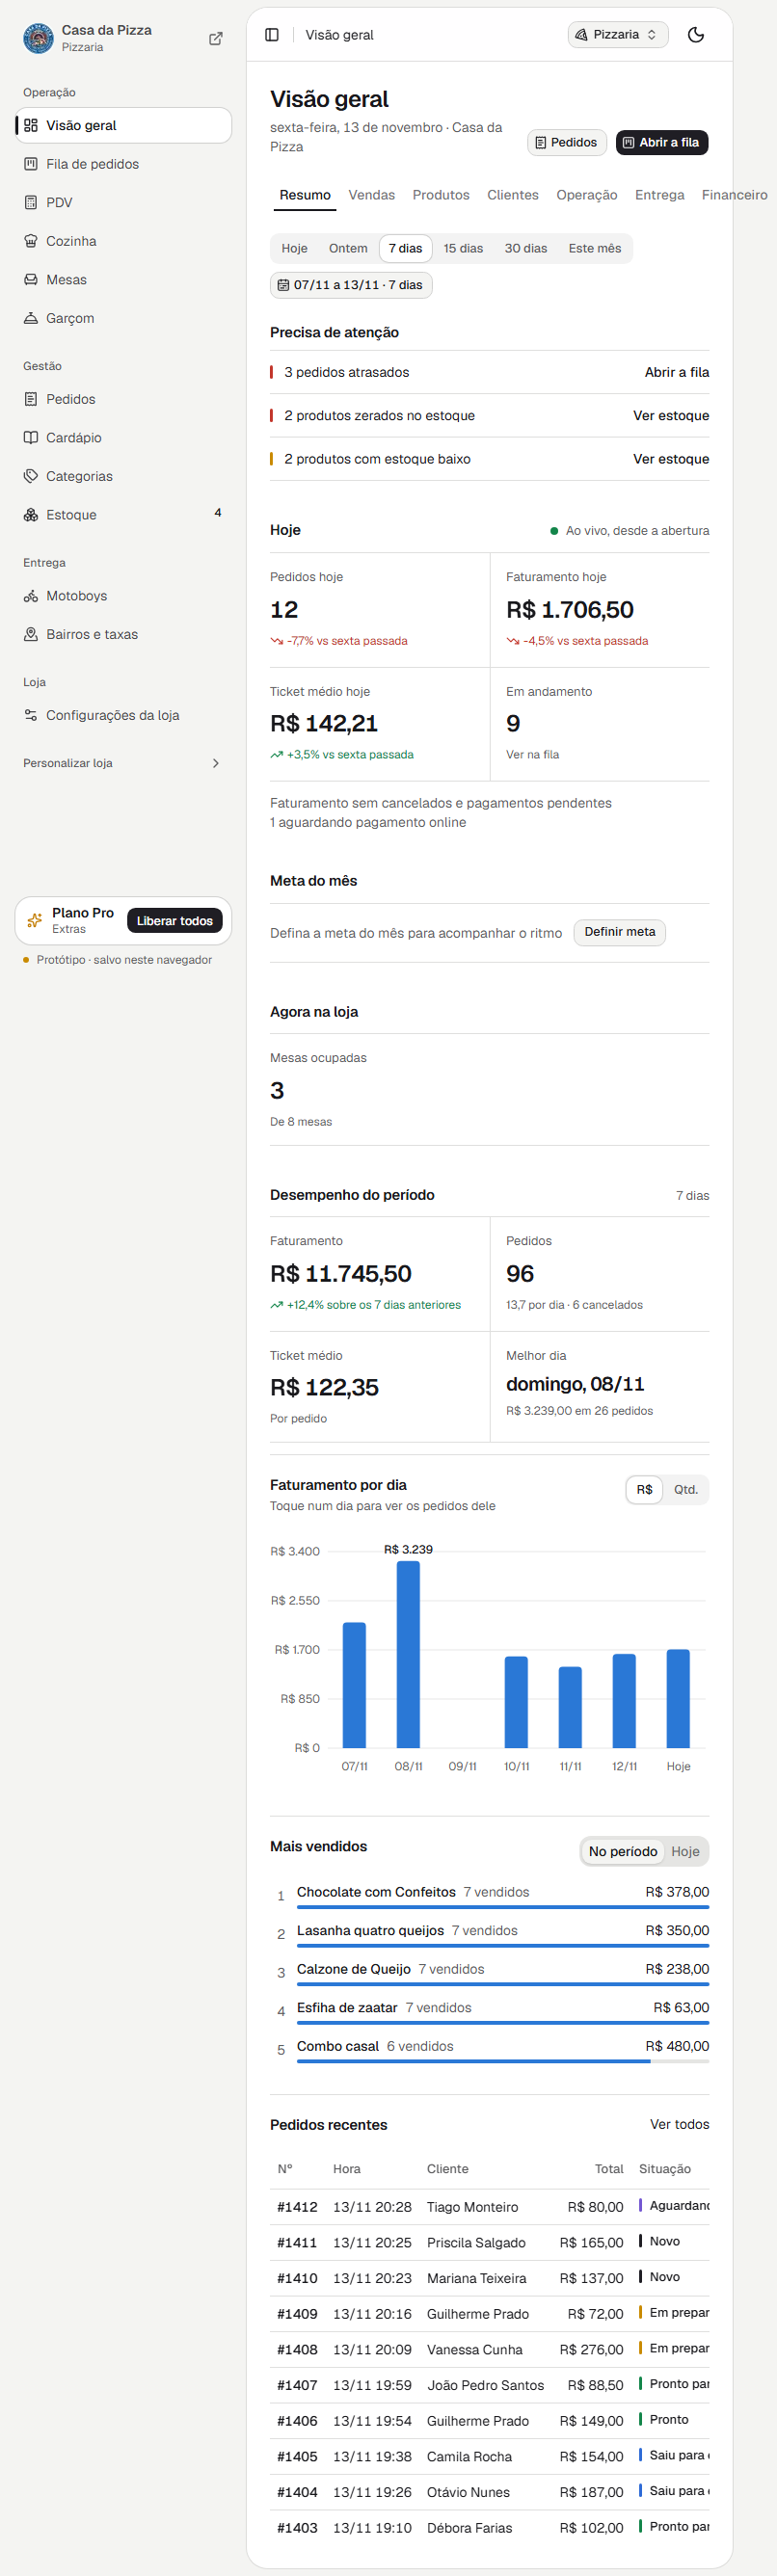 Casa da Pizza
Pizzaria
Operação
Visão geral
Fila de pedidos
PDV
Cozinha
Mesas
Garçom
Gestão
Pedidos
Cardápio
Categorias
Estoque 4
Entrega
Motoboys
Bairros e taxas
Loja
Configurações da loja
Personalizar loja
Plano Pro
Extras
Liberar todos
Protótipo · salvo neste navegador
Visão geral
Pizzaria
Visão geral
sexta-feira, 13 de novembro · Casa da
Pizza
Pedidos Abrir a fila
Resumo Vendas Produtos Clientes Operação Entrega Financeiro
Hoje Ontem 7 dias 15 dias 30 dias Este mês
07/11 a 13/11 · 7 dias
Precisa de atenção
3 pedidos atrasados Abrir a fila
2 produtos zerados no estoque Ver estoque
2 produtos com estoque baixo Ver estoque
Hoje Ao vivo, desde a abertura
Pedidos hoje
12
-7,7% vs sexta passada
Faturamento hoje
R$ 1.706,50
-4,5% vs sexta passada
Ticket médio hoje
R$ 142,21
+3,5% vs sexta passada
Em andamento
9
Ver na fila
Faturamento sem cancelados e pagamentos pendentes
1 aguardando pagamento online
Meta do mês
Defina a meta do mês para acompanhar o ritmo Definir meta
Agora na loja
Mesas ocupadas
3
De 8 mesas
Desempenho do período 7 dias
Faturamento
R$ 11.745,50
+12,4% sobre os 7 dias anteriores
Pedidos
96
13,7 por dia · 6 cancelados
Ticket médio
R$ 122,35
Por pedido
Melhor dia
domingo, 08/11
R$ 3.239,00 em 26 pedidos
Faturamento por dia
Toque num dia para ver os pedidos dele
R$ Qtd.
R$ 3.400
R$ 3.239
R$ 2.550
R$ 1.700
R$ 850
R$ 0
07/11 08/11 09/11 10/11 11/11 12/11 Hoje
Mais vendidos No período Hoje
1 Chocolate com Confeitos 7 vendidos R$ 378,00
2 Lasanha quatro queijos 7 vendidos R$ 350,00
3 Calzone de Queijo 7 vendidos R$ 238,00
4 Esfiha de zaatar 7 vendidos R$ 63,00
5 Combo casal 6 vendidos R$ 480,00
Pedidos recentes Ver todos
Nº Hora Cliente Total Situação
#1412 13/11 20:28 Tiago Monteiro R$ 80,00 Aguardand
#1411 13/11 20:25 Priscila Salgado R$ 165,00 Novo
#1410 13/11 20:23 Mariana Teixeira R$ 137,00 Novo
#1409 13/11 20:16 Guilherme Prado R$ 72,00 Em prepar
#1408 13/11 20:09 Vanessa Cunha R$ 276,00 Em prepar
#1407 13/11 19:59 João Pedro Santos R$ 88,50 Pronto par
#1406 13/11 19:54 Guilherme Prado R$ 149,00 Pronto
#1405 13/11 19:38 Camila Rocha R$ 154,00 Saiu para
#1404 13/11 19:26 Otávio Nunes R$ 187,00 Saiu para
#1403 13/11 19:10 Débora Farias R$ 102,00 Pronto par